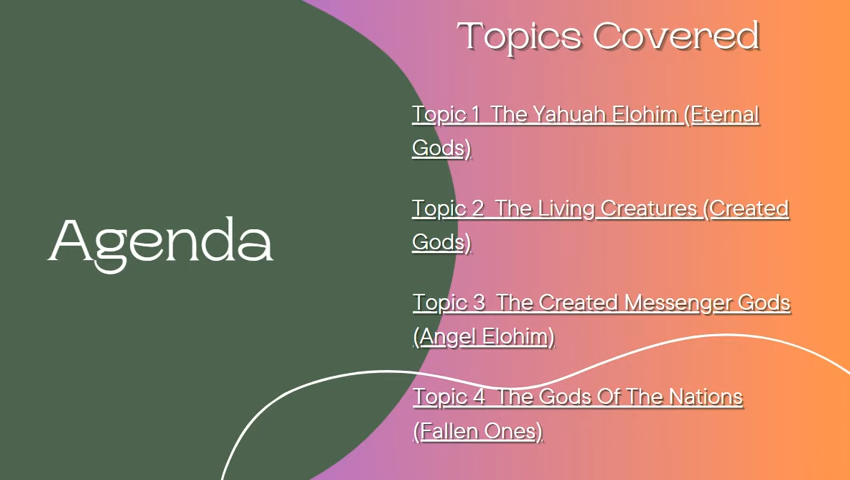 Topics Covered
Topic 1  The Yahuah Elohim (Eternal
Gods)
Topic 2  The Living Creatures (Created
Gods)
Agenda
Topic 3  The Created Messenger Gods
(Angel Elohim)
Topic 4  The Gods Of The Nations
(Fallen Ones)